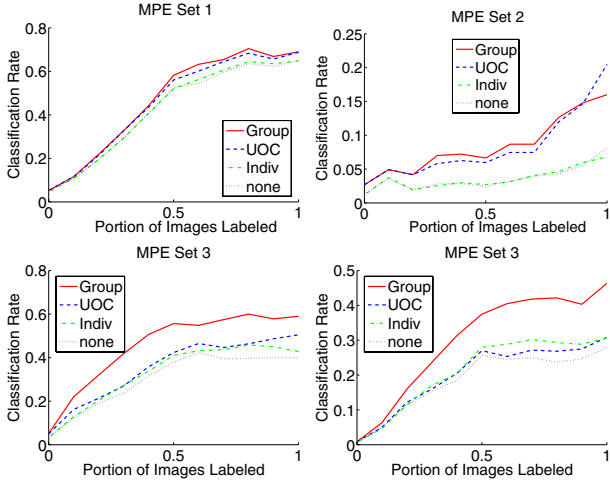 MPE Set 1
Classification Rate
0.8
0.6
0.4
0.2
0
0 0.5 1
Portion of Images Labeled
Group
UOC
Indiv
none
MPE Set 2
Classification Rate
0.25
0.2
0.15
0.1
0.05
0
0 0.5 1
Portion of Images Labeled
Group
UOC
Indiv
none
MPE Set 3
Classification Rate
0.8
0.6
0.4
0.2
0
0 0.5 1
Portion of Images Labeled
Group
UOC
Indiv
none
MPE Set 3
Classification Rate
0.5
0.4
0.3
0.2
0.1
0
0 0.5 1
Portion of Images Labeled
Group
UOC
Indiv
none